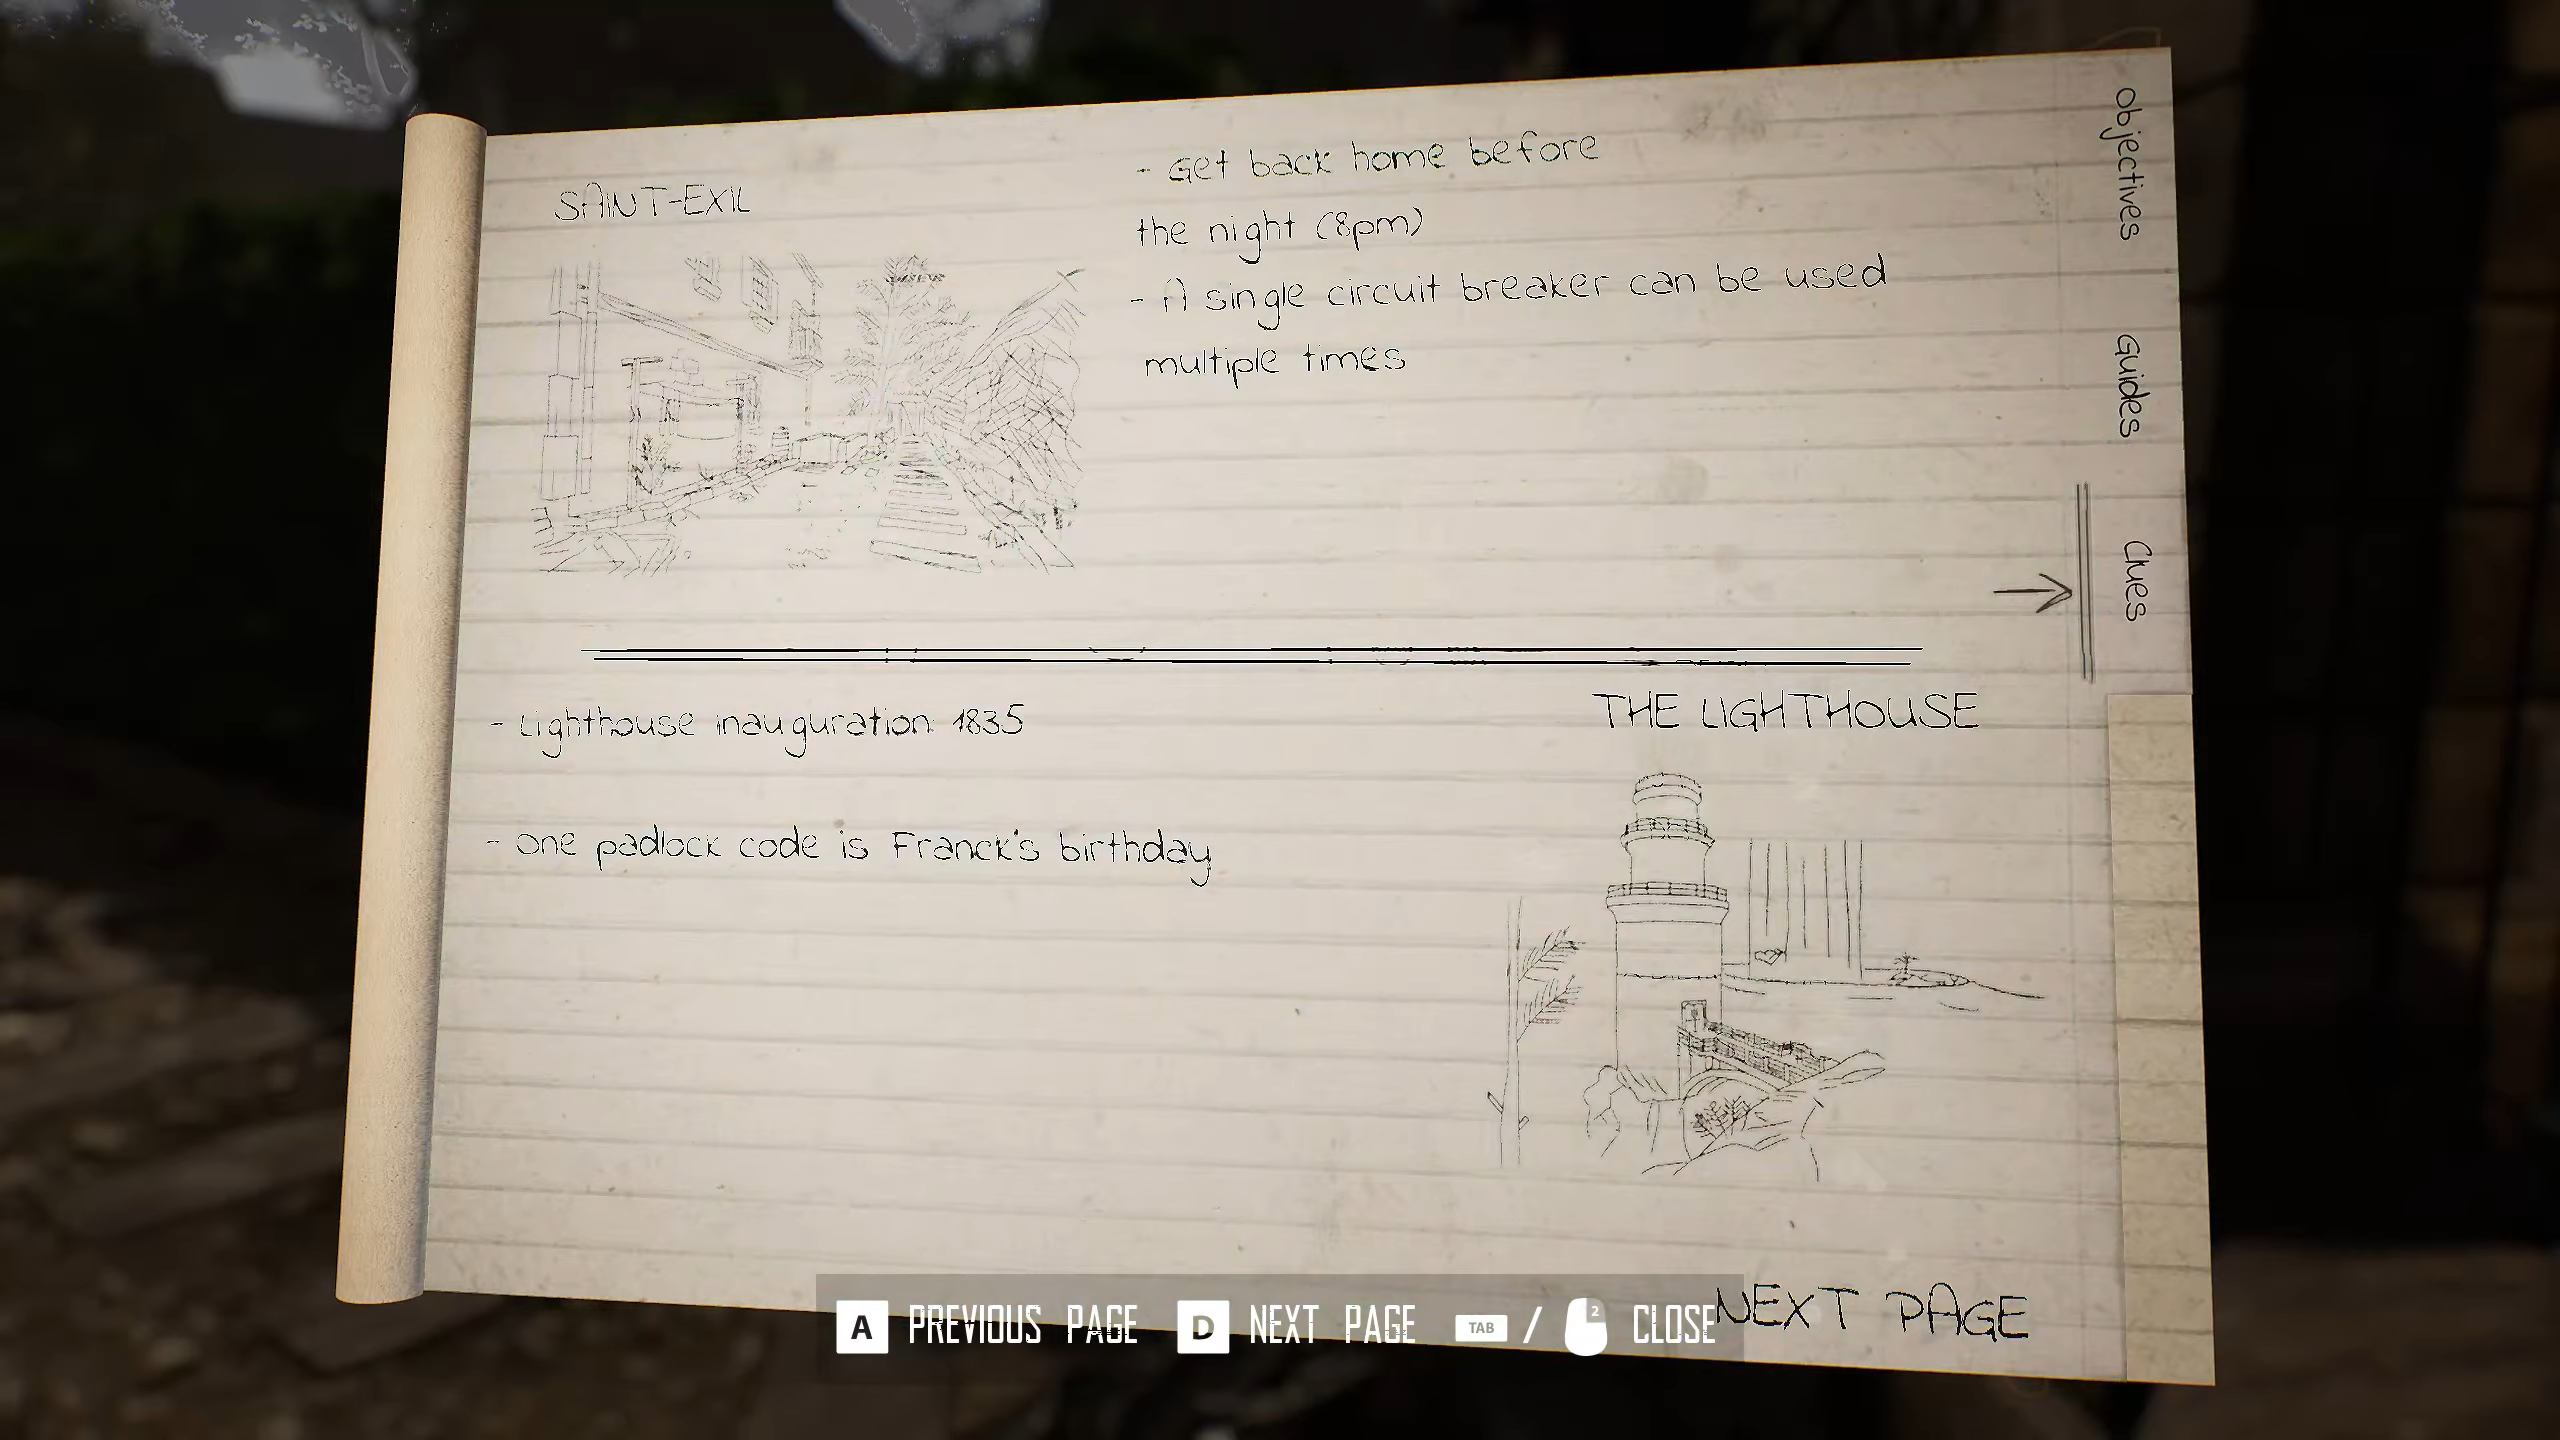 SAINT-EXIL
- Get back home before
the night (8pm)
- A single circuit breaker can be used
multiple times
- Lighthouse inauguration: 1835
- One padlock code is Franck's birthday
THE LIGHTHOUSE
Objectives
Guides
Clues
NEXT PAGE
A PREVIOUS PAGE D NEXT PAGE TAB / 2 CLOSE